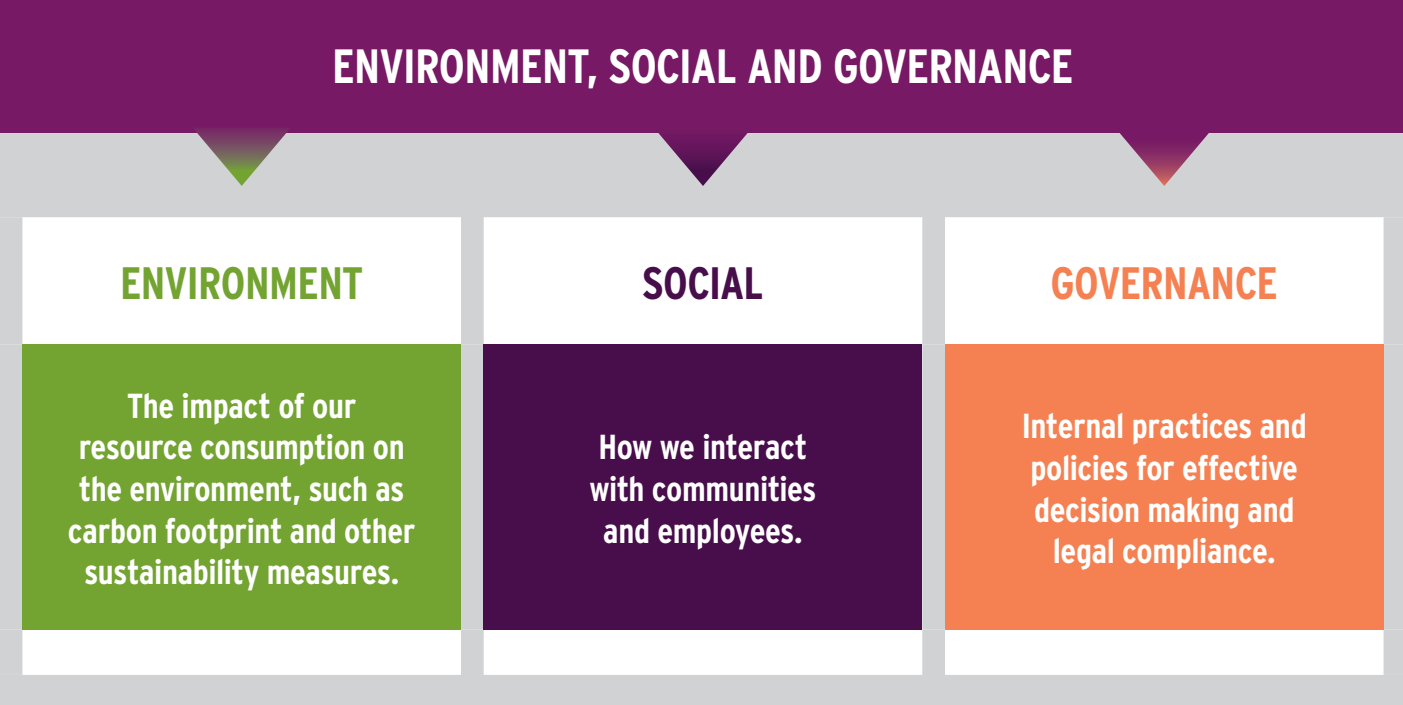 ENVIRONMENT, SOCIAL AND GOVERNANCE
ENVIRONMENT
The impact of our
resource consumption on
the environment, such as
carbon footprint and other
sustainability measures.
SOCIAL
How we interact
with communities
and employees.
GOVERNANCE
Internal practices and
policies for effective
decision making and
legal compliance.